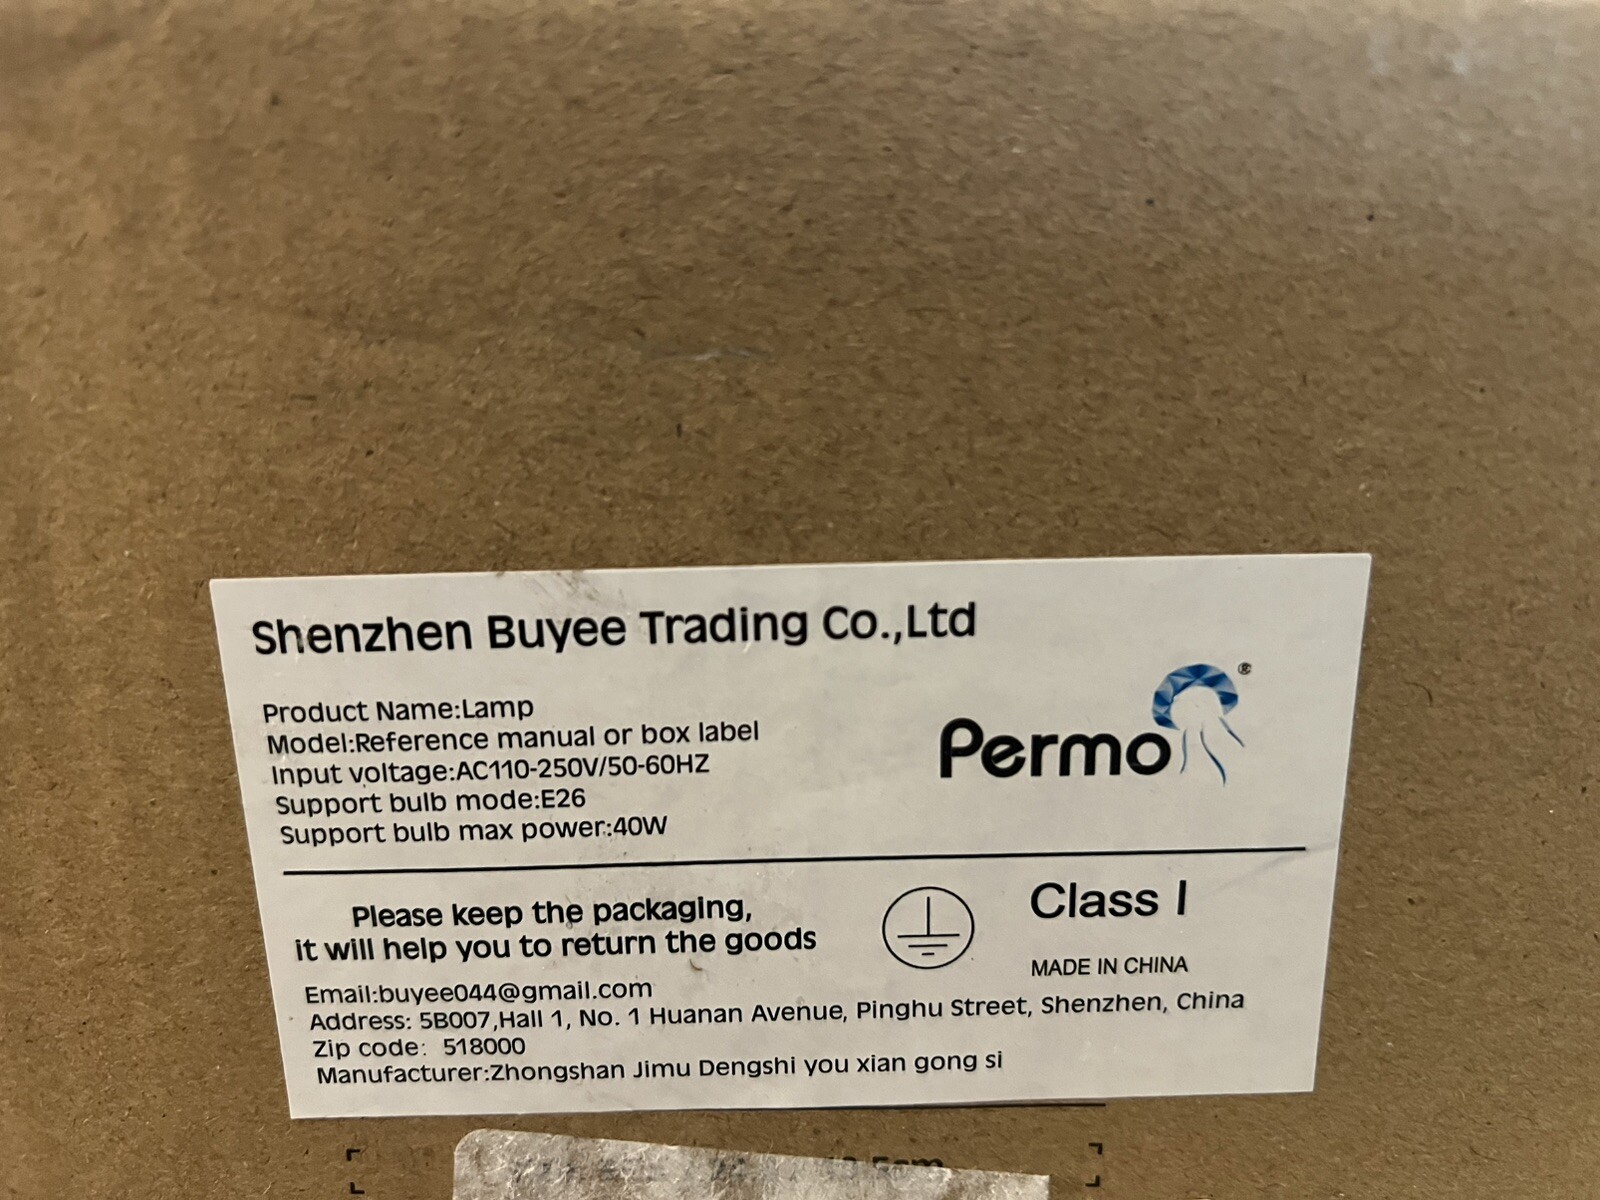 Shenzhen Buyee Trading Co.,Ltd
Product Name:Lamp
Model:Reference manual or box label
Input voltage:AC110-250V/50-60HZ
Support bulb mode:E26
Support bulb max power:40W
Permo®
Please keep the packaging,
it will help you to return the goods
Class I
MADE IN CHINA
Email:buyee044@gmail.com
Address: 5B007,Hall 1, No. 1 Huanan Avenue, Pinghu Street, Shenzhen, China
Zip code: 518000
Manufacturer:Zhongshan Jimu Dengshi you xian gong si